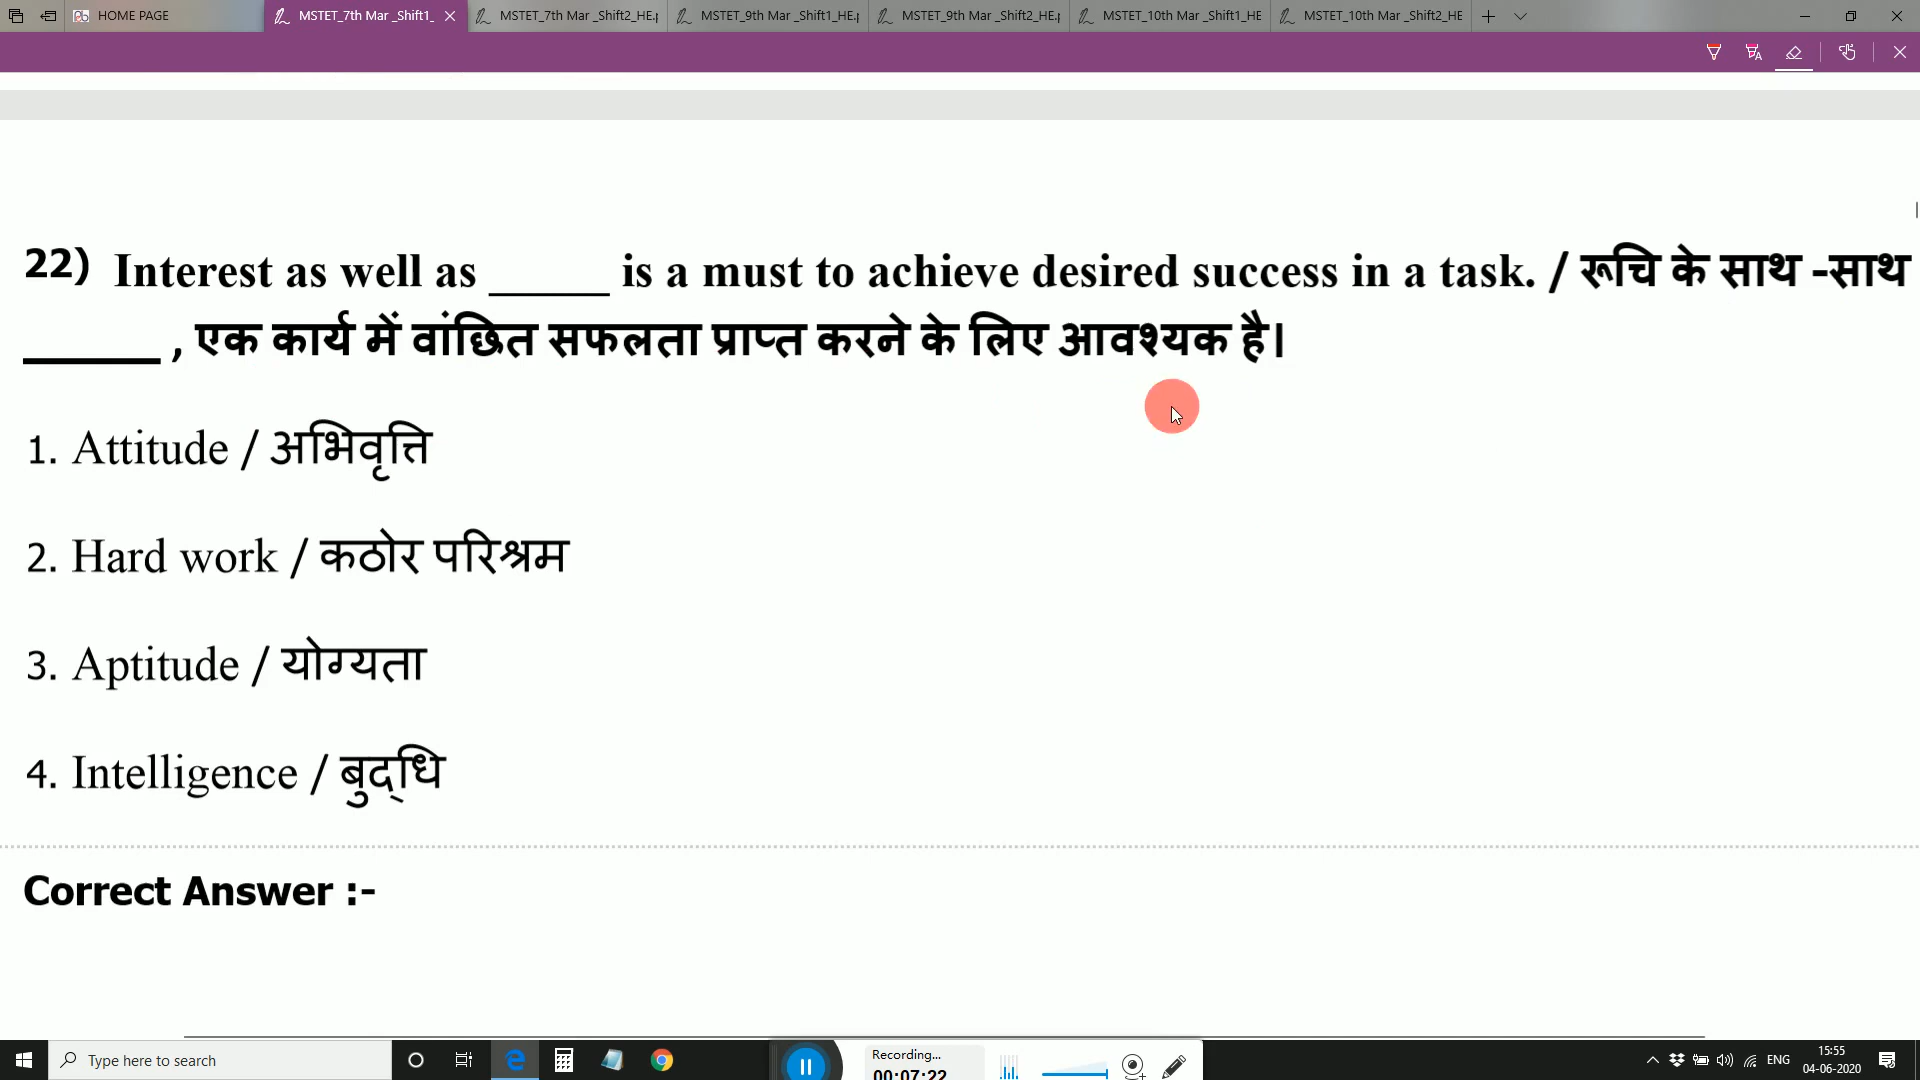 HOME PAGE MSTET_7th Mar _Shift1_ MSTET_7th Mar _Shift2_HE.p MSTET_9th Mar _Shift1_HE.p MSTET_9th Mar _Shift2_HE.p MSTET_10th Mar _Shift1_HE MSTET_10th Mar _Shift2_HE
22) Interest as well as _____ is a must to achieve desired success in a task. / रूचि के साथ -साथ
______ , एक कार्य में वांछित सफलता प्राप्त करने के लिए आवश्यक है।
1. Attitude / अभिवृत्ति
2. Hard work / कठोर परिश्रम
3. Aptitude / योग्यता
4. Intelligence / बुद्धि
Correct Answer :-
Type here to search
Recording...
00:07:22
ENG
15:55
04-06-2020